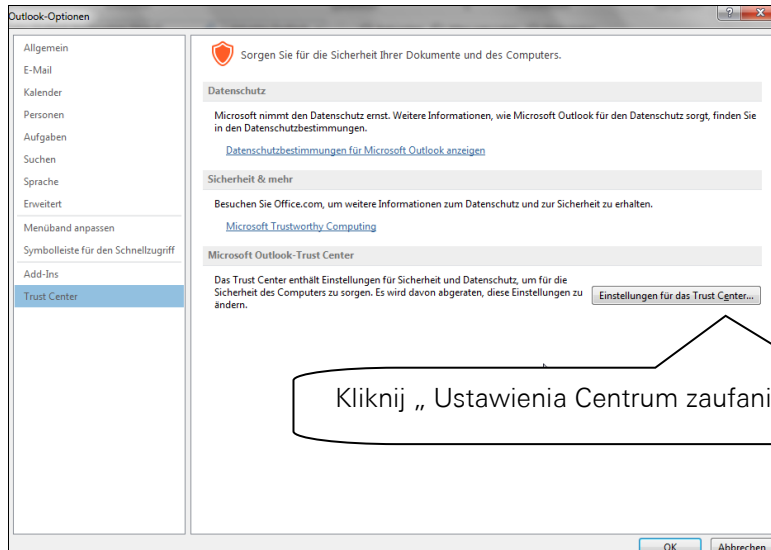 Outlook-Optionen
Allgemein
E-Mail
Kalender
Personen
Aufgaben
Suchen
Sprache
Erweitert
Menüband anpassen
Symbolleiste für den Schnellzugriff
Add-Ins
Trust Center
Sorgen Sie für die Sicherheit Ihrer Dokumente und des Computers.
Datenschutz
Microsoft nimmt den Datenschutz ernst. Weitere Informationen, wie Microsoft Outlook für den Datenschutz sorgt, finden Sie
in den Datenschutzbestimmungen.
Datenschutzbestimmungen für Microsoft Outlook anzeigen
Sicherheit & mehr
Besuchen Sie Office.com, um weitere Informationen zum Datenschutz und zur Sicherheit zu erhalten.
Microsoft Trustworthy Computing
Microsoft Outlook-Trust Center
Das Trust Center enthält Einstellungen für Sicherheit und Datenschutz, um für die
Sicherheit des Computers zu sorgen. Es wird davon abgeraten, diese Einstellungen zu
ändern.
Einstellungen für das Trust Center...
Kliknij „ Ustawienia Centrum zaufani
OK
Abbrechen